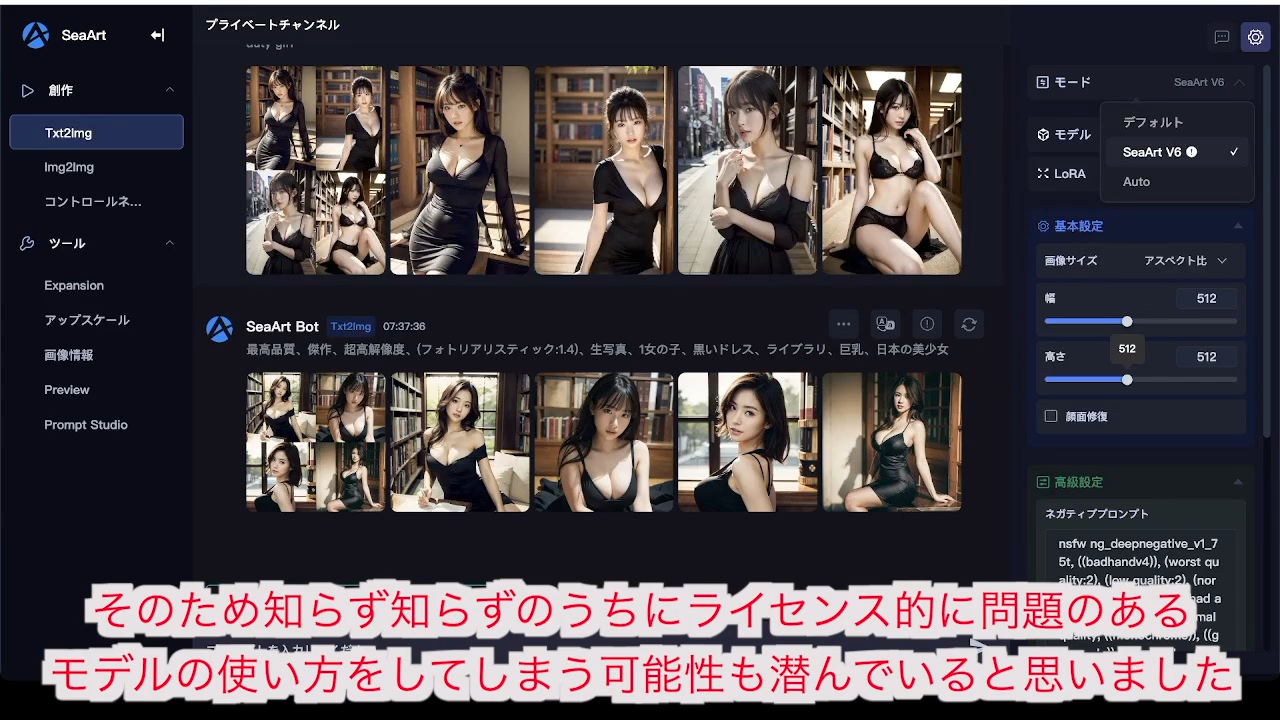 SeaArt
プライベートチャンネル
創作
Txt2Img
Img2Img
コントロールネ...
ツール
Expansion
アップスケール
画像情報
Preview
Prompt Studio
SeaArt Bot Txt2Img 07:37:36
最高品質、傑作、超高解像度、(フォトリアリスティック:1.4)、生写真、1女の子、黒いドレス、ライブラリ、巨乳、日本の美少女
モード SeaArt V6
デフォルト
SeaArt V6
Auto
モデル
LoRA
基本設定
画像サイズ アスペクト比
幅 512
512
高さ 512
顔面修復
高級設定
ネガティブプロンプト
nsfw ng_deepnegative_v1_7
5t, ((badhandv4)), (worst qu
ality:2), (low quality:2), (nor
そのため知らず知らずのうちにライセンス的に問題のある
モデルの使い方をしてしまう可能性も潜んでいると思いました